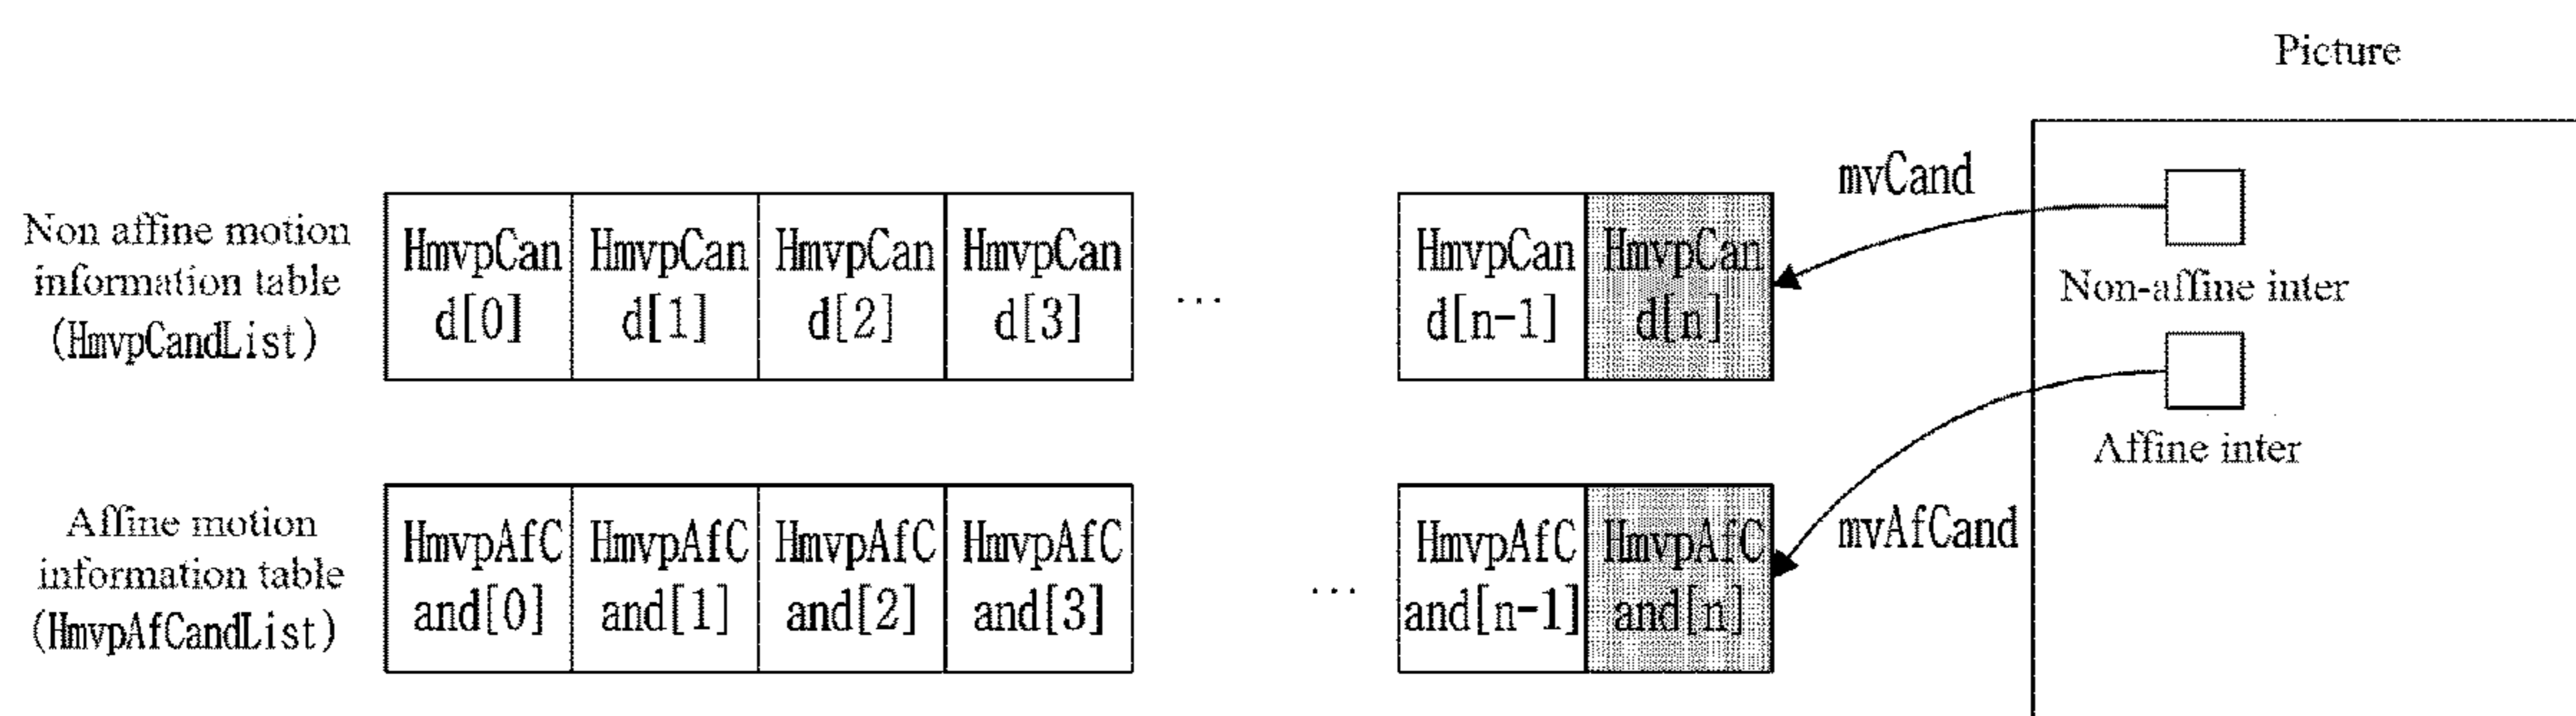 Picture
Non affine motion
information table
(HmvpCandList)
HmvpCan
d[0]
HmvpCan
d[1]
HmvpCan
d[2]
HmvpCan
d[3]
...
HmvpCan
d[n-1]
HmvpCan
d[n]
mvCand
Non-affine inter
Affine inter
Affine motion
information table
(HmvpAfCandList)
HmvpAfC
and[0]
HmvpAfC
and[1]
HmvpAfC
and[2]
HmvpAfC
and[3]
...
HmvpAfC
and[n-1]
HmvpAfC
and[n]
mvAfCand